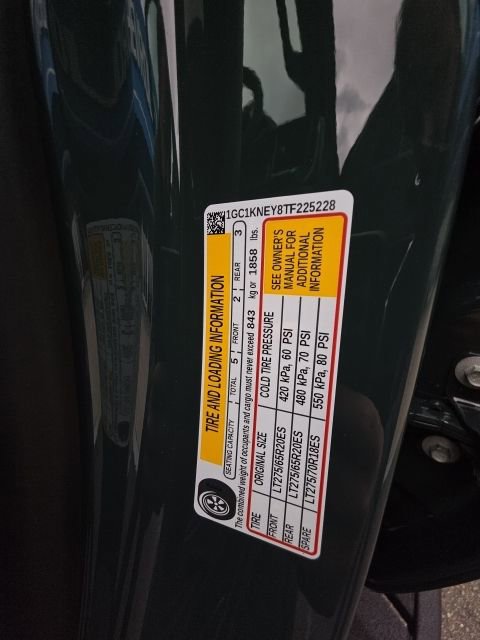 1GC1KNEY8TF225228
TIRE AND LOADING INFORMATION
SEATING CAPACITY TOTAL 5 FRONT 2 REAR 3
The combined weight of occupants and cargo must never exceed 843 kg or 1858 lbs.
TIRE ORIGINAL SIZE COLD TIRE PRESSURE
FRONT LT275/65R20ES 420 kPa, 60 PSI
REAR LT275/65R20ES 480 kPa, 70 PSI
SPARE LT275/70R18ES 550 kPa, 80 PSI
SEE OWNER'S
MANUAL FOR
ADDITIONAL
INFORMATION